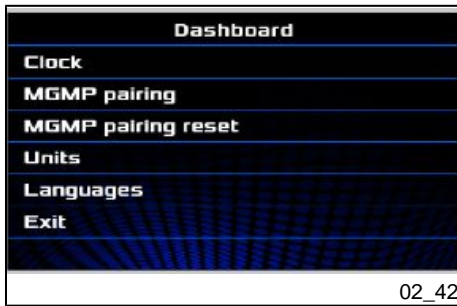 Dashboard
Clock
MGMP pairing
MGMP pairing reset
Units
Languages
Exit
02_42